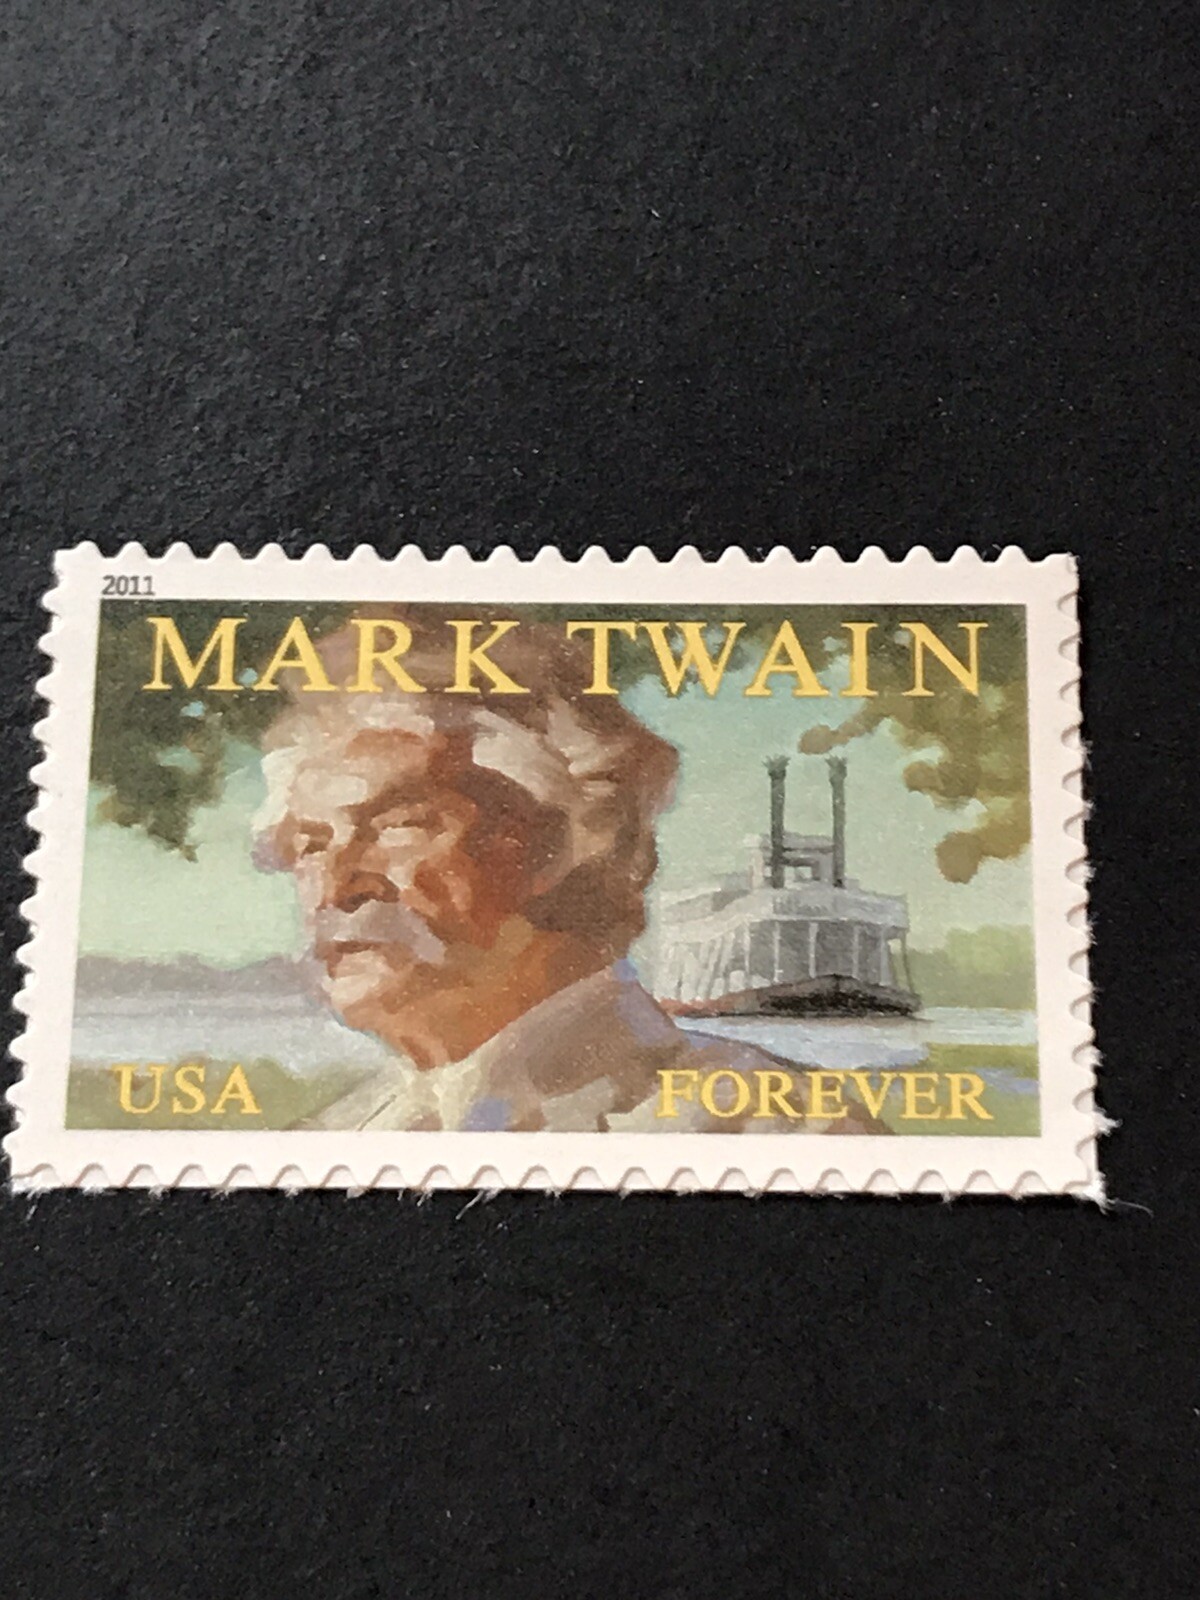 2011
MARK TWAIN
USA
FOREVER